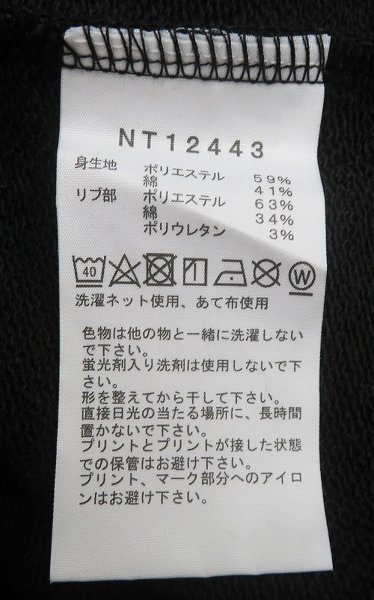 NT12443
身生地 ポリエステル 59%
綿 41%
リブ部 ポリエステル 63%
綿 34%
ポリウレタン 3%
40 W
洗濯ネット使用、あて布使用
色物は他の物と一緒に洗濯しない
で下さい。
蛍光剤入り洗剤は使用しないで下
さい。
形を整えてから干して下さい。
直接日光の当たる場所に、長時間
置かないで下さい。
プリントとプリントが接した状態
での保管はお避け下さい。
プリント、マーク部分へのアイロ
ンはお避け下さい。